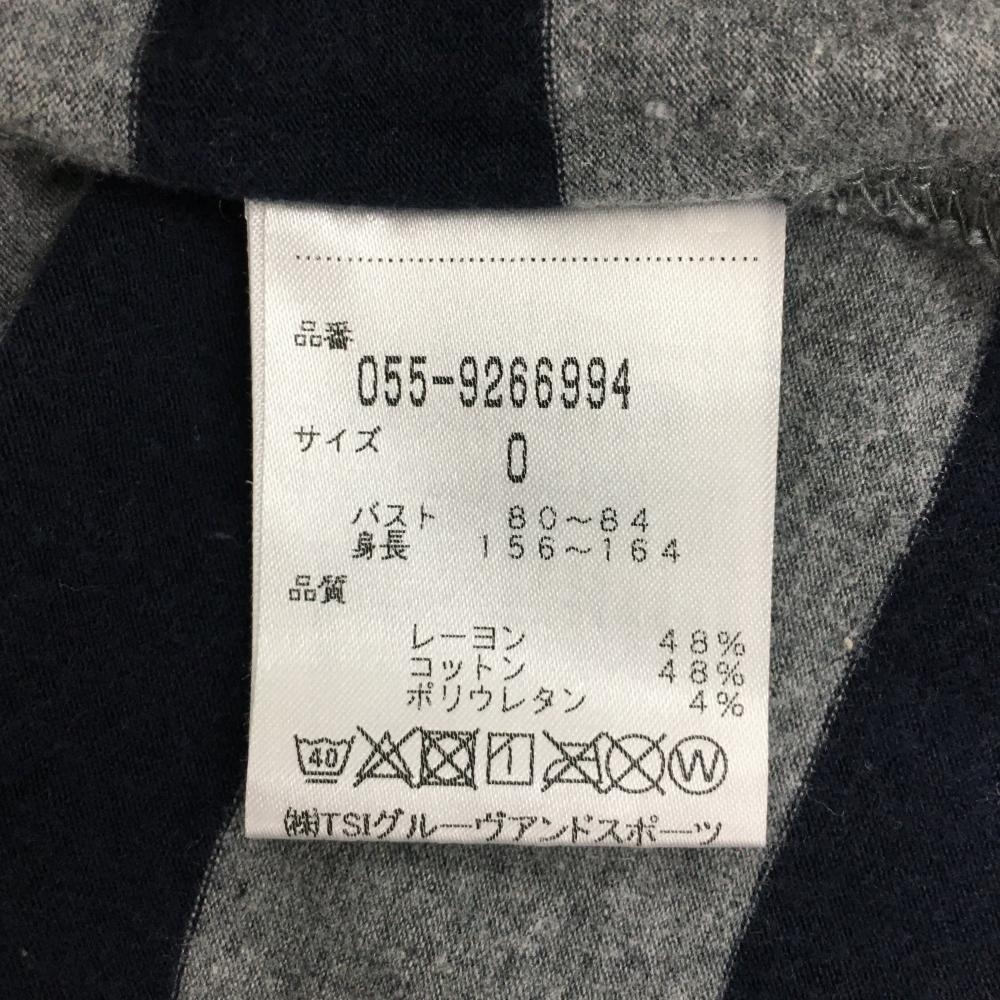 品番
055-9266994
サイズ 0
バスト 80～84
身長 156～164
品質
レーヨン 48%
コットン 48%
ポリウレタン 4%
40 W
㈱TSIグルーヴアンドスポーツ